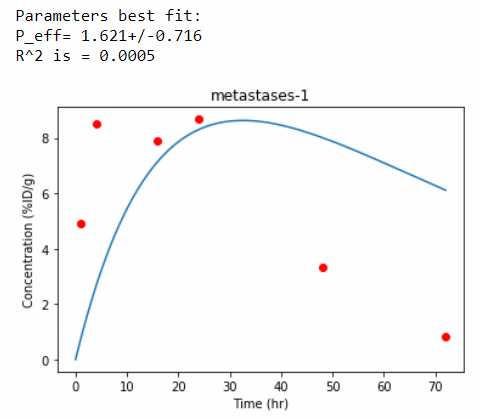 Parameters best fit:
P_eff= 1.621+/-0.716
R^2 is = 0.0005
metastases-1
Concentration (%ID/g)
8
6
4
2
0
0 10 20 30 40 50 60 70
Time (hr)